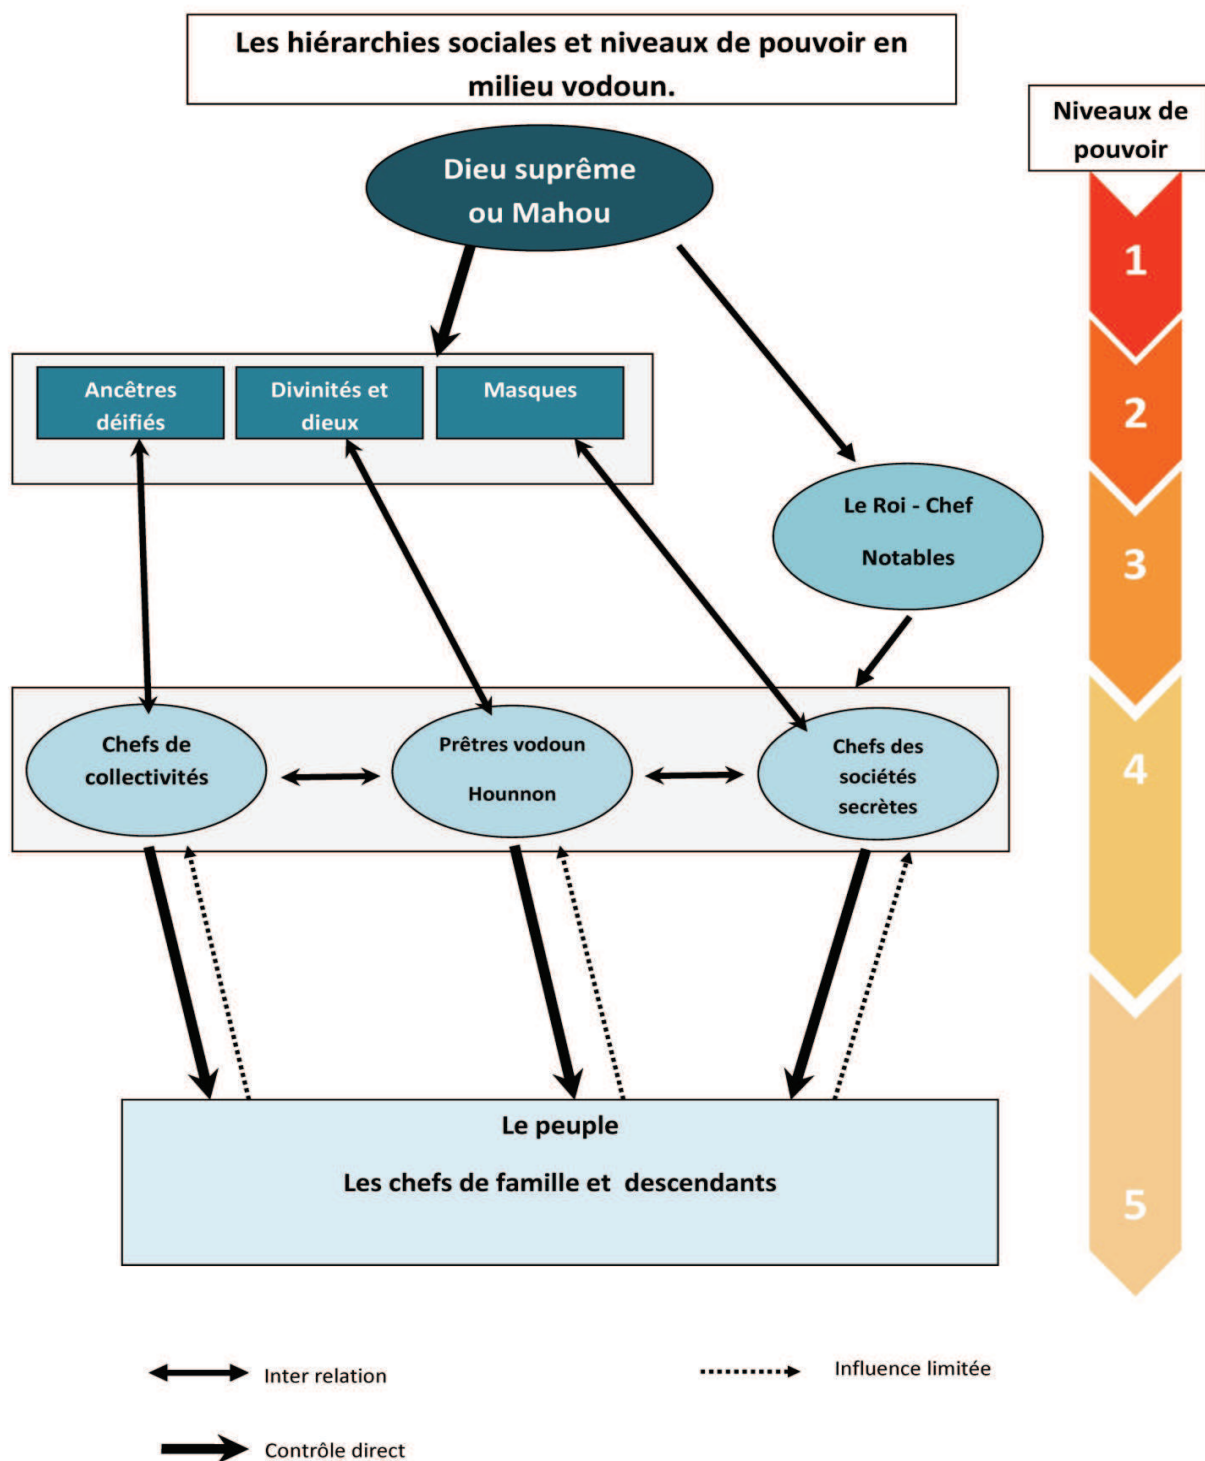 Les hiérarchies sociales et niveaux de pouvoir en
milieu vodoun.
Niveaux de
pouvoir
Dieu suprême
ou Mahou
1
Ancêtres
déifiés
Divinités et
dieux
Masques
2
Le Roi - Chef
Notables
3
Chefs de
collectivités
Prêtres vodoun
Hounnon
Chefs des
sociétés
secrètes
4
Le peuple
Les chefs de famille et descendants
5
Inter relation
Influence limitée
Contrôle direct